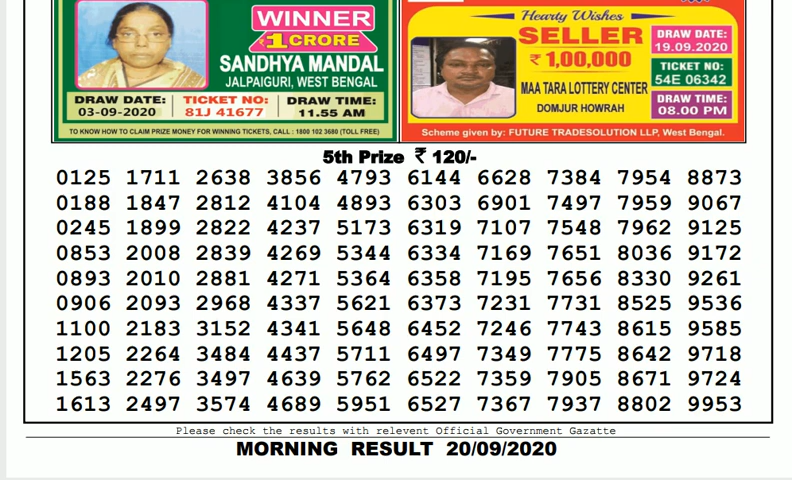 WINNER
₹1 CRORE
SANDHYA MANDAL
JALPAIGURI, WEST BENGAL
DRAW DATE: 03-09-2020 TICKET NO: 81J 41677 DRAW TIME: 11.55 AM
TO KNOW HOW TO CLAIM PRIZE MONEY FOR WINNING TICKETS, CALL : 1800 102 3680 (TOLL FREE)
Hearty Wishes
SELLER
₹ 1,00,000
MAA TARA LOTTERY CENTER
DOMJUR HOWRAH
DRAW DATE:
19.09.2020
TICKET NO:
54E 06342
DRAW TIME:
08.00 PM
Scheme given by: FUTURE TRADESOLUTION LLP, West Bengal.
5th Prize ₹ 120/-
0125 1711 2638 3856 4793 6144 6628 7384 7954 8873
0188 1847 2812 4104 4893 6303 6901 7497 7959 9067
0245 1899 2822 4237 5173 6319 7107 7548 7962 9125
0853 2008 2839 4269 5344 6334 7169 7651 8036 9172
0893 2010 2881 4271 5364 6358 7195 7656 8330 9261
0906 2093 2968 4337 5621 6373 7231 7731 8525 9536
1100 2183 3152 4341 5648 6452 7246 7743 8615 9585
1205 2264 3484 4437 5711 6497 7349 7775 8642 9718
1563 2276 3497 4639 5762 6522 7359 7905 8671 9724
1613 2497 3574 4689 5951 6527 7367 7937 8802 9953
Please check the results with relevent Official Government Gazatte
MORNING RESULT 20/09/2020